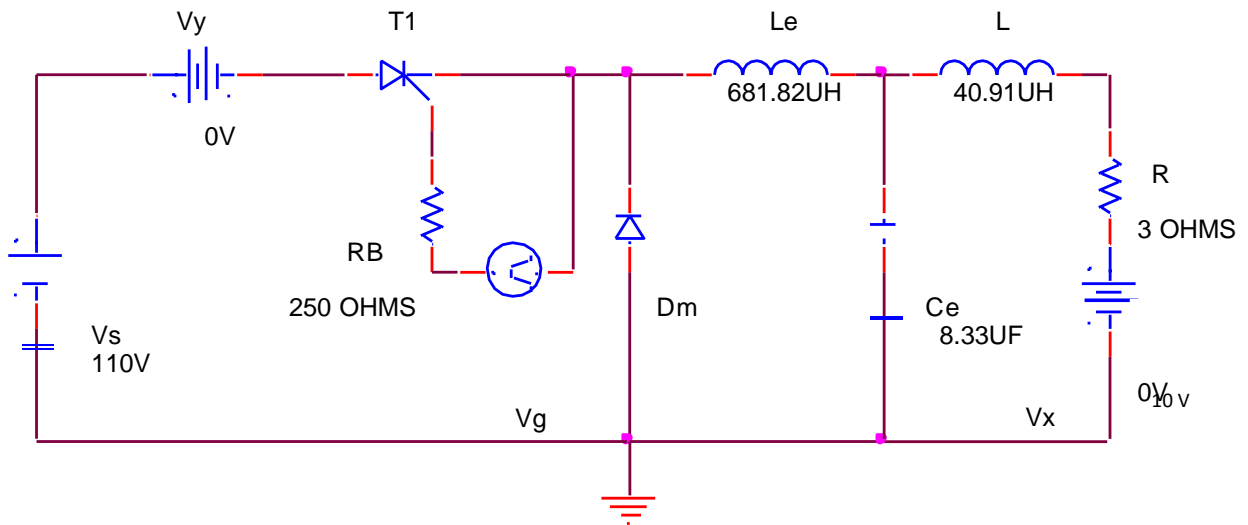 Vy
T1
Le
L
0V
681.82UH
40.91UH
R
3 OHMS
RB
250 OHMS
Dm
Ce
8.33UF
Vs
110V
0V
10 V
Vg
Vx